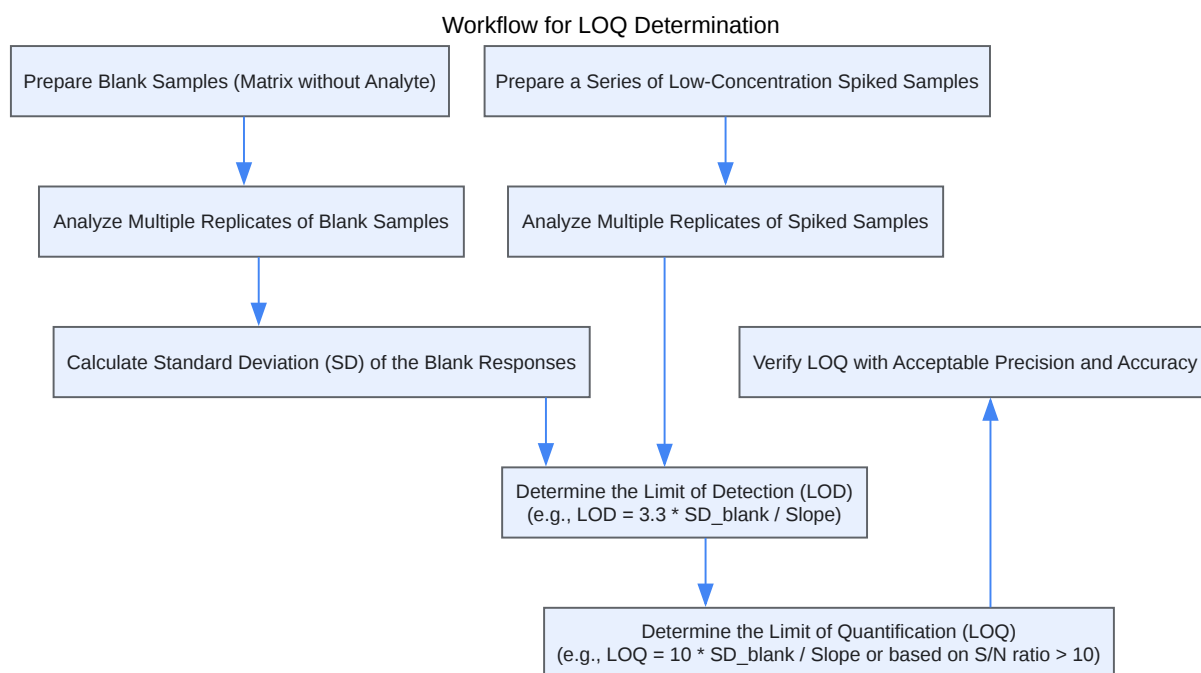 Workflow for LOQ Determination
Prepare Blank Samples (Matrix without Analyte)
Prepare a Series of Low-Concentration Spiked Samples
Analyze Multiple Replicates of Blank Samples
Analyze Multiple Replicates of Spiked Samples
Calculate Standard Deviation (SD) of the Blank Responses
Verify LOQ with Acceptable Precision and Accuracy
Determine the Limit of Detection (LOD)
(e.g., LOD = 3.3 * SD_blank / Slope)
Determine the Limit of Quantification (LOQ)
(e.g., LOQ = 10 * SD_blank / Slope or based on S/N ratio > 10)